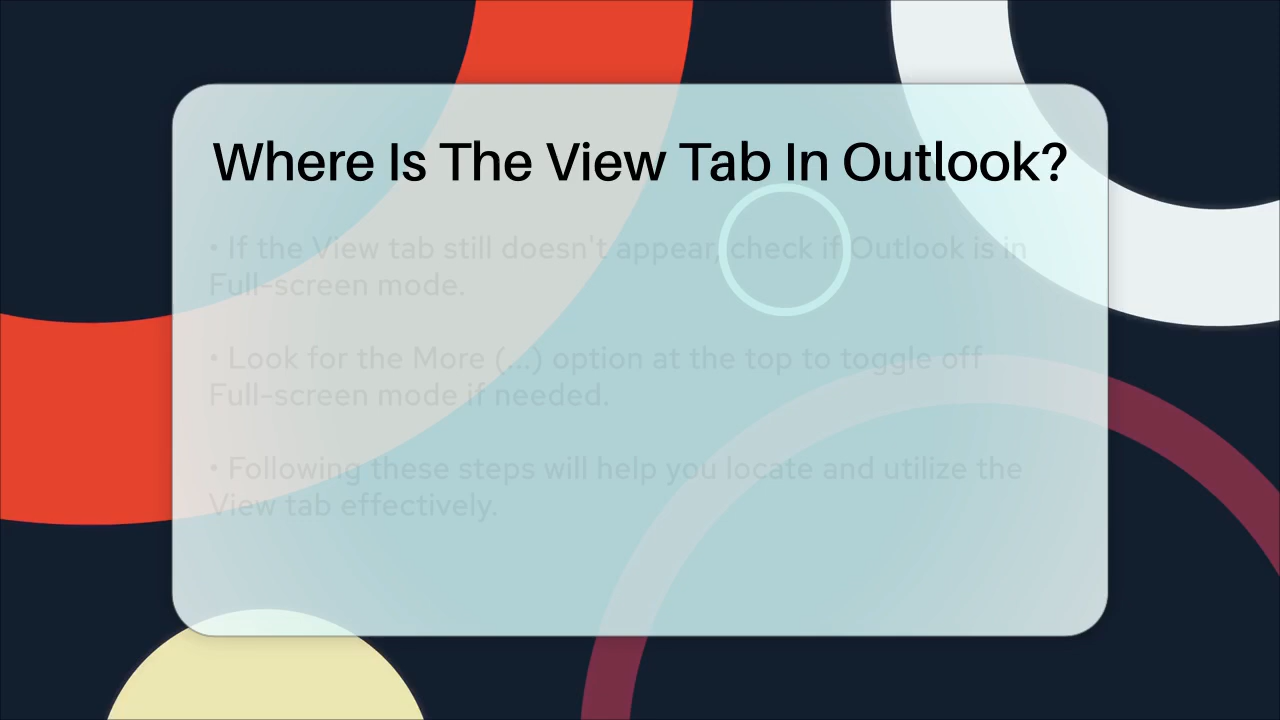 Where Is The View Tab In Outlook?
• If the View tab still doesn't appear, check if Outlook is in
Full-screen mode.
• Look for the More (...) option at the top to toggle off
Full-screen mode if needed.
• Following these steps will help you locate and utilize the
View tab effectively.